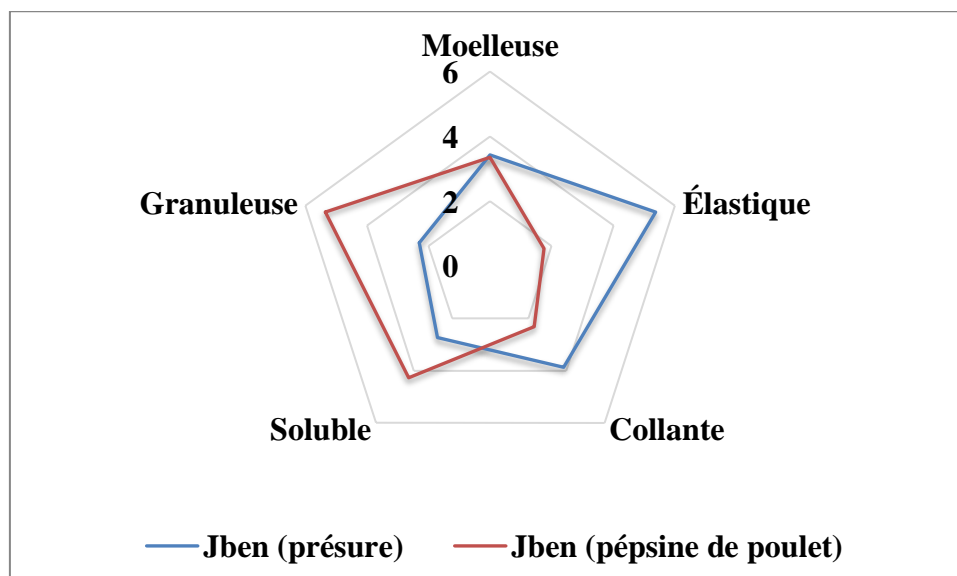 Moelleuse
6
4
2
0
Élastique
Collante
Soluble
Granuleuse
Jben (présure)
Jben (pépsine de poulet)